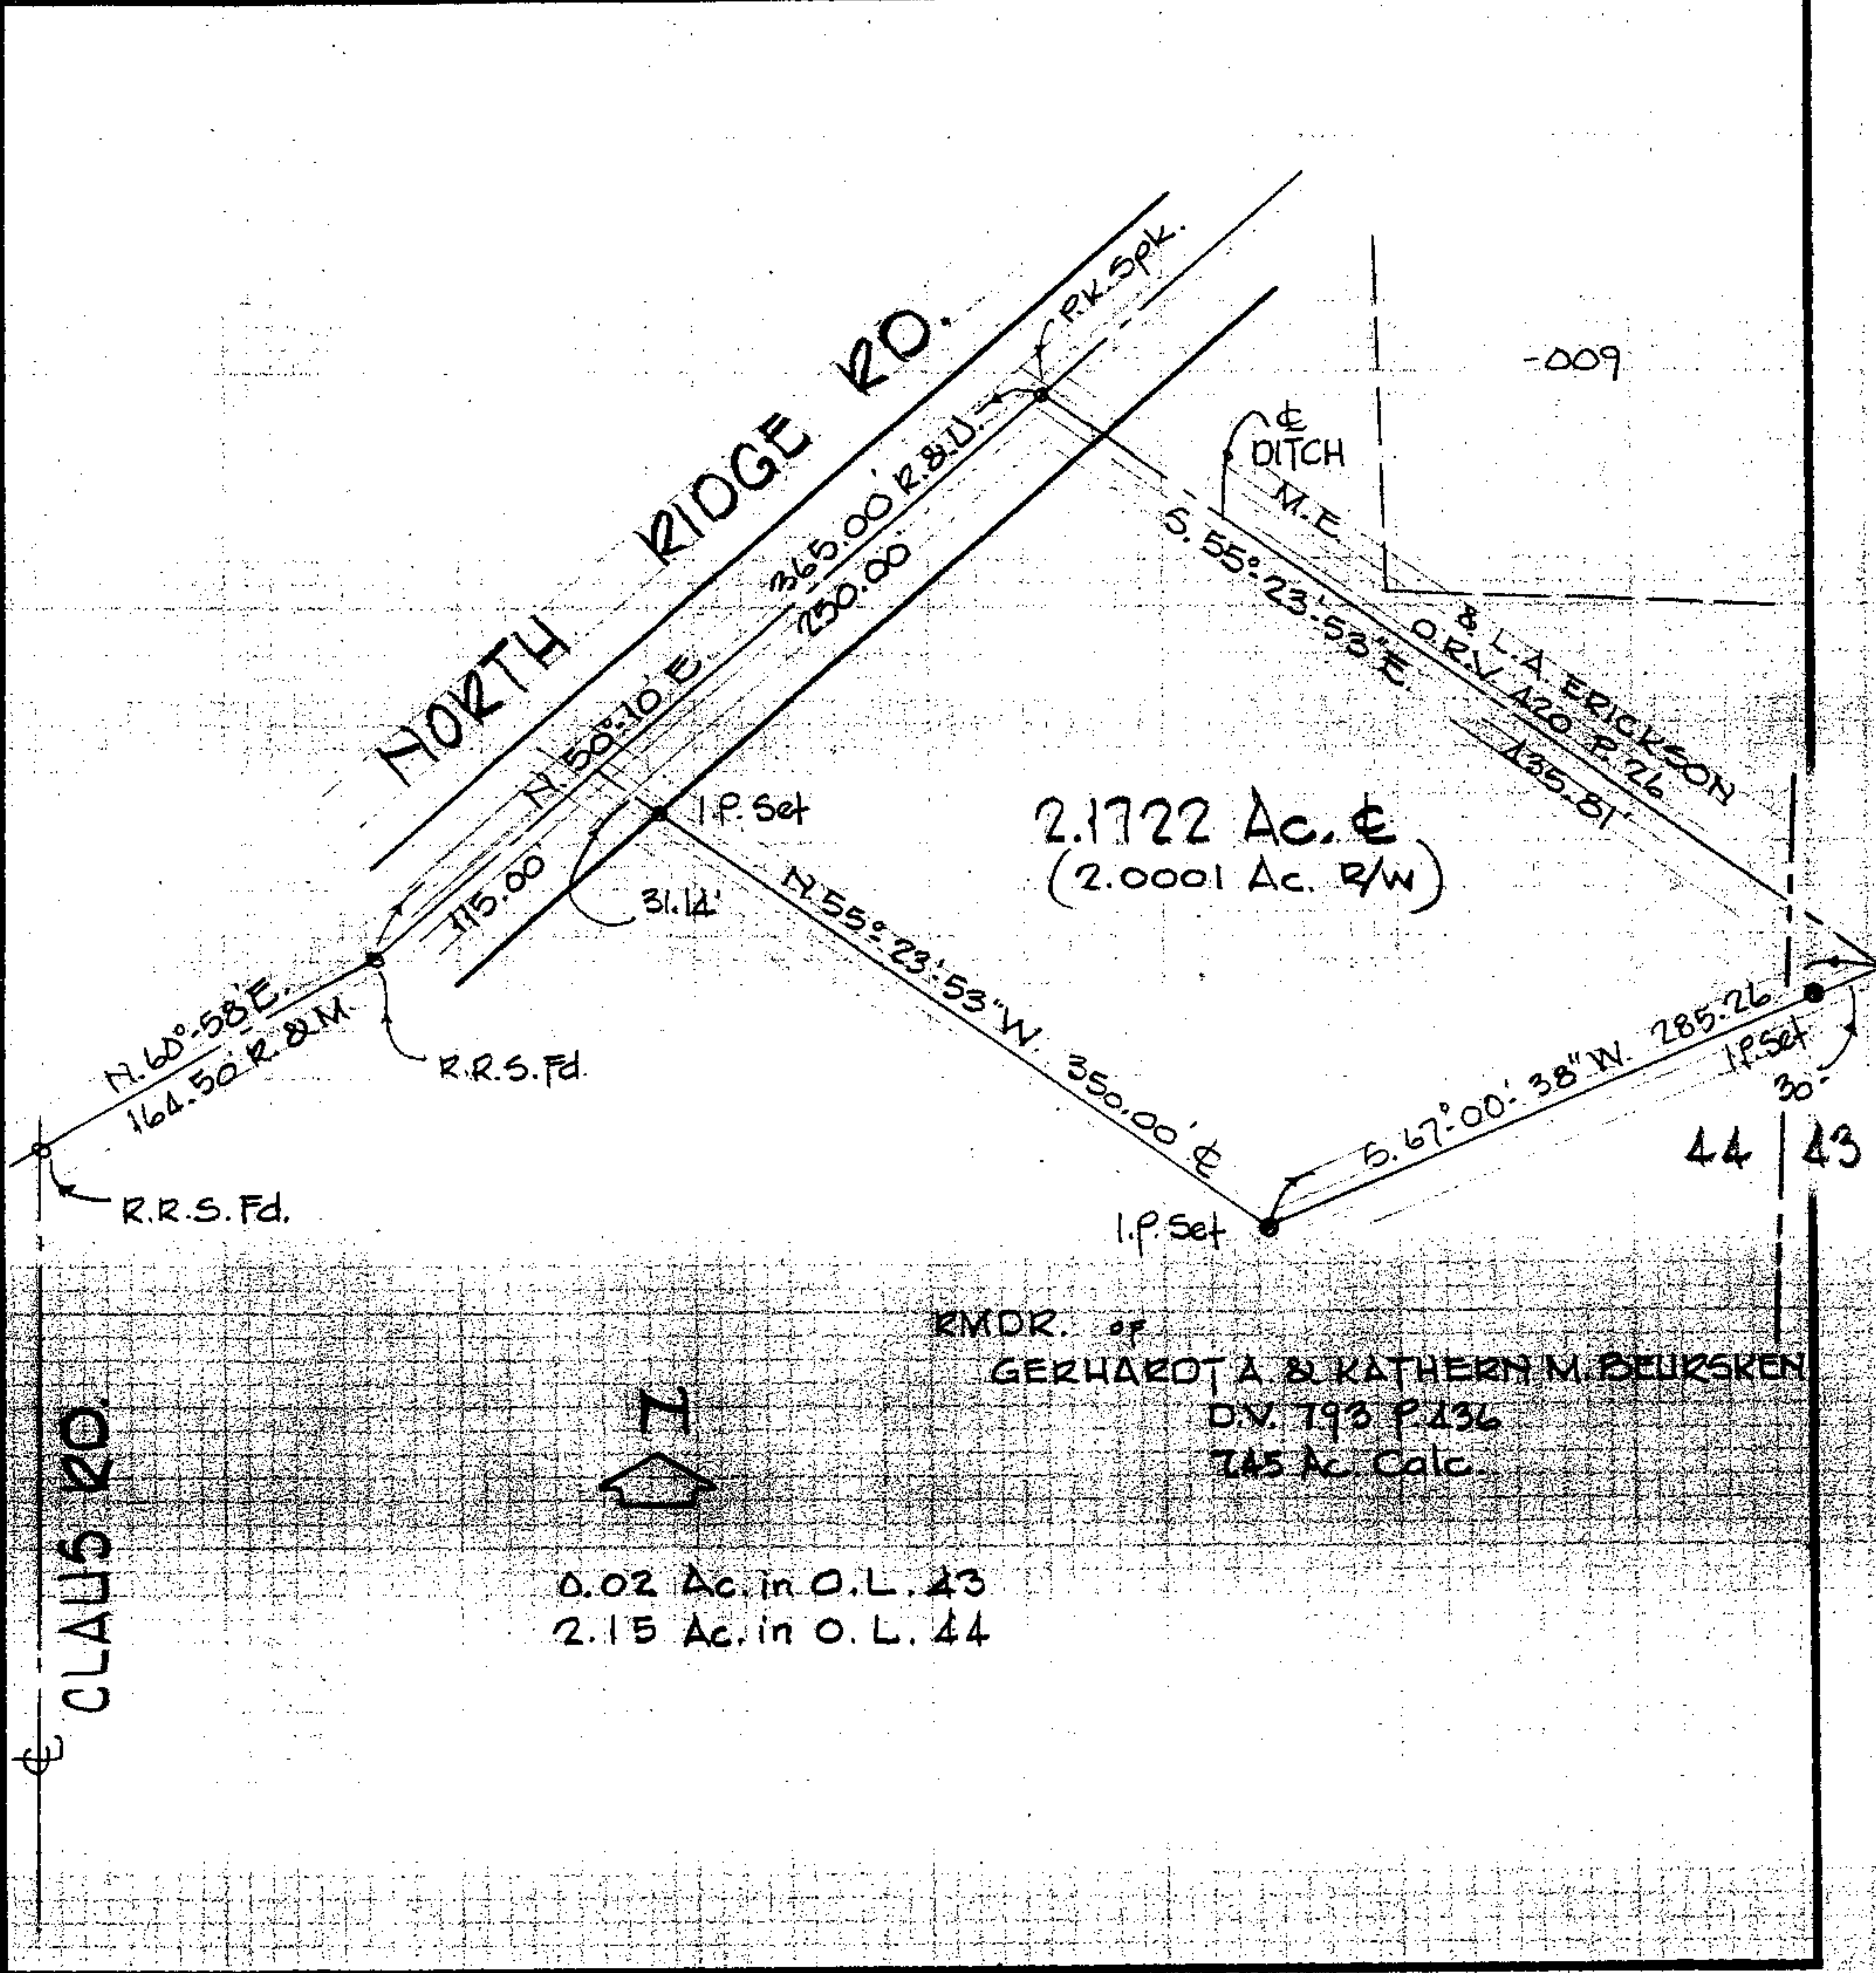 NORTH RIDGE RD.
P.K. Spk.
-009
℄
DITCH
365.00' R.&U.
N. 50°-10' E.
250.00'
115.00'
M.E.
& L.A. ERICKSON
O.R.V. 420 P. 26
S. 55°-23'-53" E.
435.81'
I.P. Set
31.14'
2.1722 Ac. ℄
(2.0001 Ac. R/W)
N. 55°-23'-53" W. 350.00' ℄
N. 60°-58' E.
164.50' R.&M.
R.R.S. Fd.
R.R.S. Fd.
S. 67°-00'-38" W. 285.26
I.P. Set
30'
44 43
I.P. Set
RMDR. of
GERHARDT A. & KATHERN M. BEURSKEN
D.V. 793 P. 436
7.45 Ac. Calc.
N
0.02 Ac. in O.L. 43
2.15 Ac. in O.L. 44
℄ CLAUS RD.